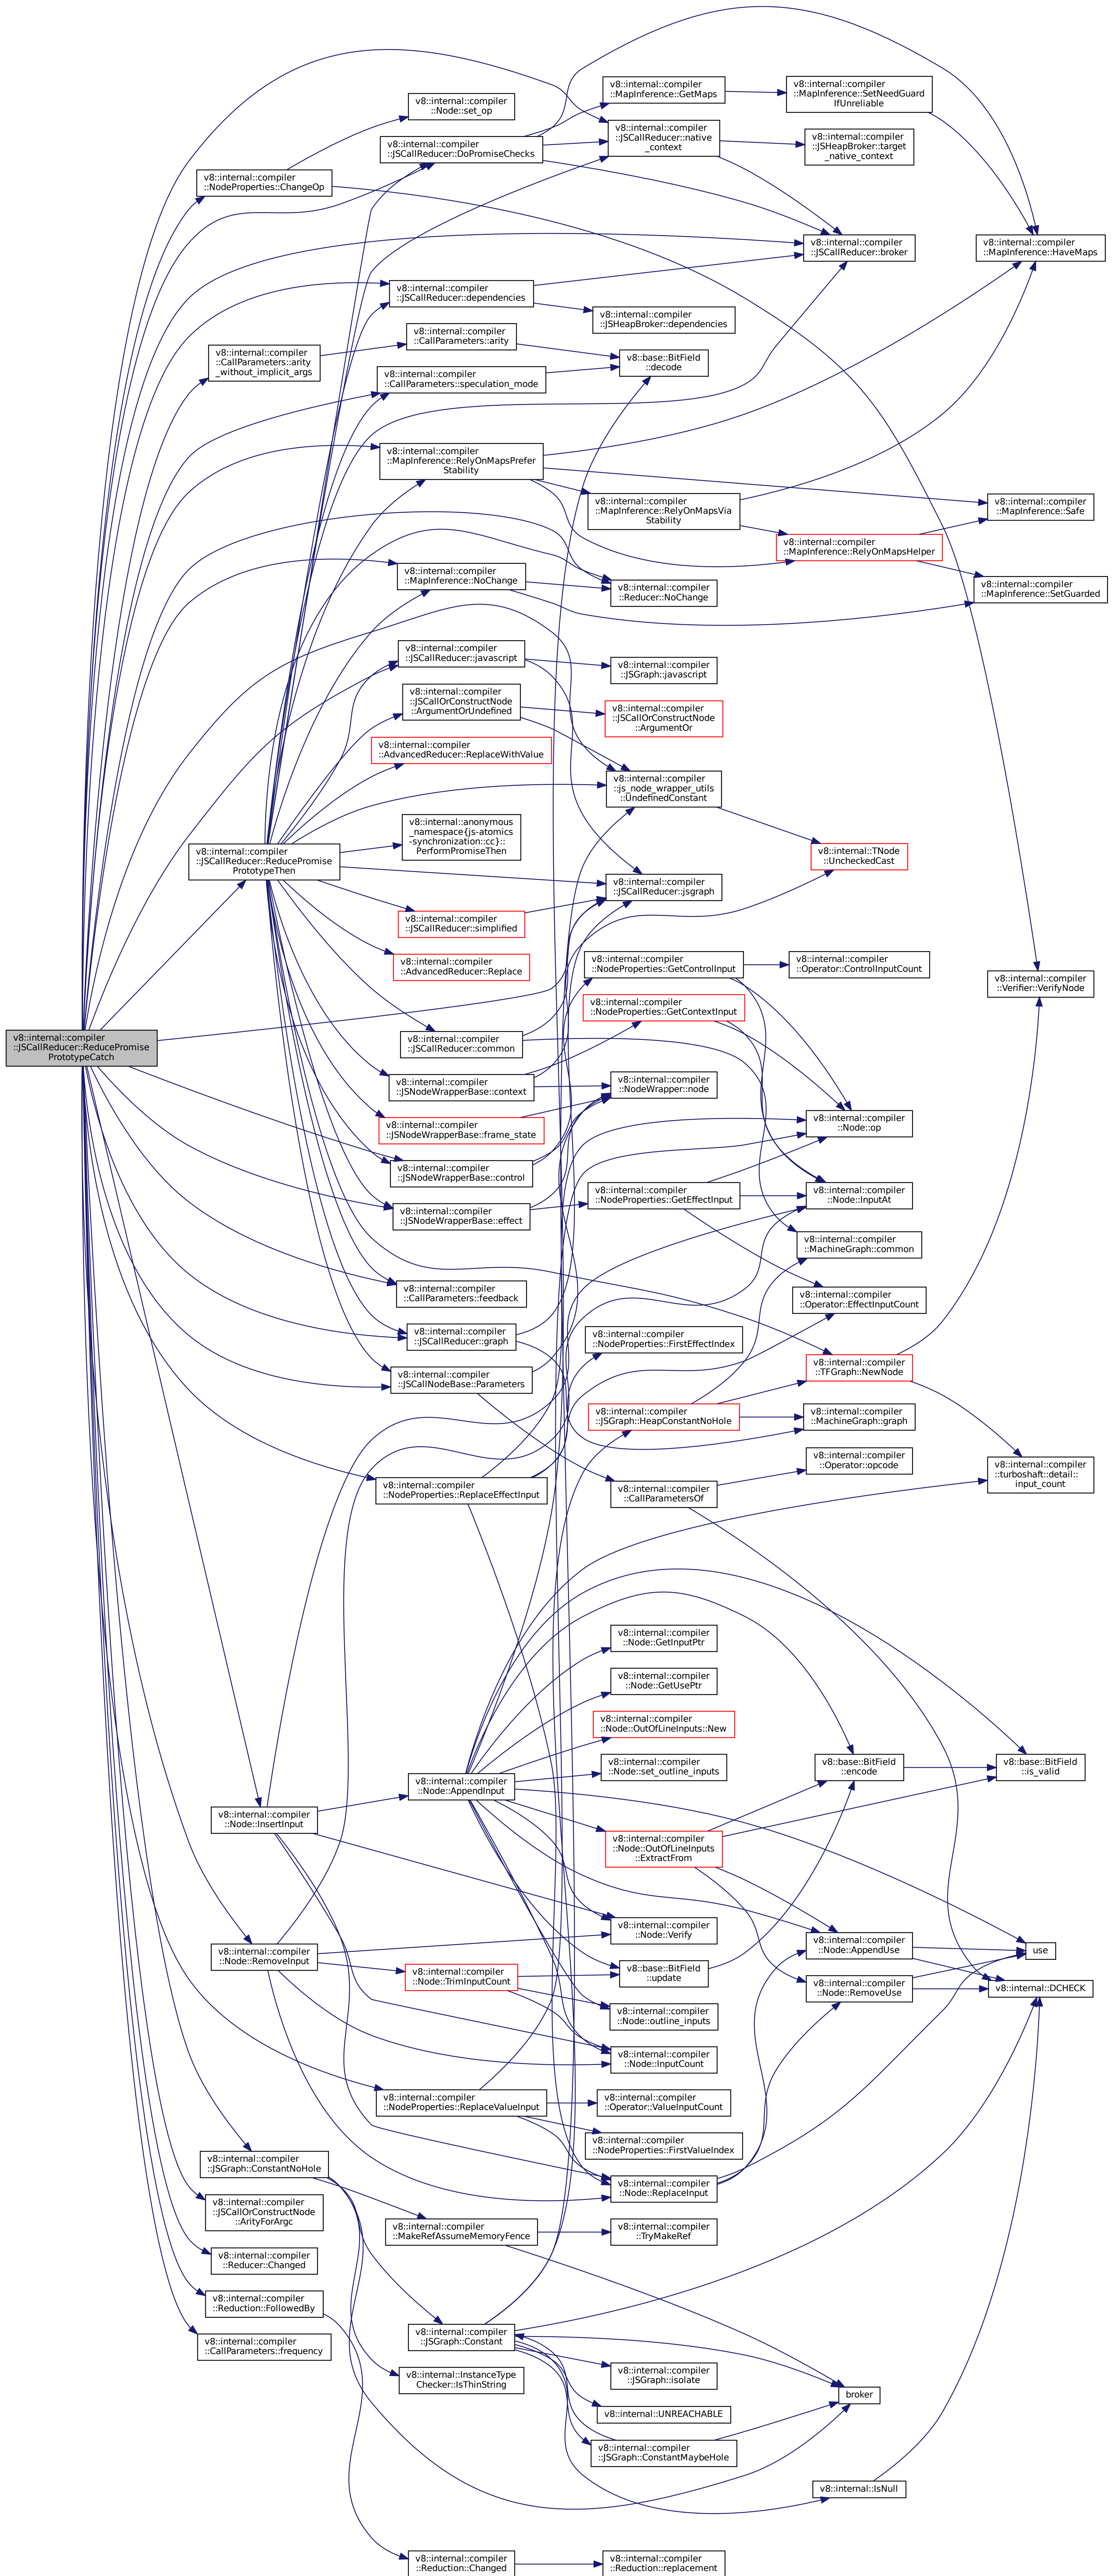 v8::internal::compiler
::JSCallReducer::ReducePromise
PrototypeCatch
v8::internal::compiler
::NodeProperties::ChangeOp
v8::internal::compiler
::CallParameters::arity
_without_implicit_args
v8::internal::compiler
::JSCallReducer::ReducePromise
PrototypeThen
v8::internal::compiler
::Node::InsertInput
v8::internal::compiler
::Node::RemoveInput
v8::internal::compiler
::JSGraph::ConstantNoHole
v8::internal::compiler
::JSCallOrConstructNode
::ArityForArgc
v8::internal::compiler
::Reducer::Changed
v8::internal::compiler
::Reduction::FollowedBy
v8::internal::compiler
::CallParameters::frequency
v8::internal::compiler
::Node::set_op
v8::internal::compiler
::JSCallReducer::DoPromiseChecks
v8::internal::compiler
::JSCallReducer::dependencies
v8::internal::compiler
::CallParameters::arity
v8::internal::compiler
::CallParameters::speculation_mode
v8::internal::compiler
::MapInference::RelyOnMapsPrefer
Stability
v8::internal::compiler
::MapInference::NoChange
v8::internal::compiler
::JSCallReducer::javascript
v8::internal::compiler
::JSCallOrConstructNode
::ArgumentOrUndefined
v8::internal::compiler
::AdvancedReducer::ReplaceWithValue
v8::internal::anonymous
_namespace{js-atomics
-synchronization::cc}::
PerformPromiseThen
v8::internal::compiler
::JSCallReducer::simplified
v8::internal::compiler
::AdvancedReducer::Replace
v8::internal::compiler
::JSCallReducer::common
v8::internal::compiler
::JSNodeWrapperBase::context
v8::internal::compiler
::JSNodeWrapperBase::frame_state
v8::internal::compiler
::JSNodeWrapperBase::control
v8::internal::compiler
::JSNodeWrapperBase::effect
v8::internal::compiler
::CallParameters::feedback
v8::internal::compiler
::JSCallReducer::graph
v8::internal::compiler
::JSCallNodeBase::Parameters
v8::internal::compiler
::NodeProperties::ReplaceEffectInput
v8::internal::compiler
::Node::AppendInput
v8::internal::compiler
::Node::TrimInputCount
v8::internal::compiler
::NodeProperties::ReplaceValueInput
v8::internal::compiler
::MakeRefAssumeMemoryFence
v8::internal::compiler
::JSGraph::Constant
v8::internal::InstanceType
Checker::IsThinString
v8::internal::compiler
::Reduction::Changed
v8::internal::compiler
::MapInference::GetMaps
v8::internal::compiler
::JSCallReducer::native
_context
v8::internal::compiler
::JSHeapBroker::dependencies
v8::base::BitField
::decode
v8::internal::compiler
::MapInference::RelyOnMapsVia
Stability
v8::internal::compiler
::Reducer::NoChange
v8::internal::compiler
::JSGraph::javascript
v8::internal::compiler
::JSCallOrConstructNode
::ArgumentOr
v8::internal::compiler
::js_node_wrapper_utils
::UndefinedConstant
v8::internal::compiler
::JSCallReducer::jsgraph
v8::internal::compiler
::NodeProperties::GetControlInput
v8::internal::compiler
::NodeProperties::GetContextInput
v8::internal::compiler
::NodeWrapper::node
v8::internal::compiler
::NodeProperties::GetEffectInput
v8::internal::compiler
::NodeProperties::FirstEffectIndex
v8::internal::compiler
::JSGraph::HeapConstantNoHole
v8::internal::compiler
::CallParametersOf
v8::internal::compiler
::Node::GetInputPtr
v8::internal::compiler
::Node::GetUsePtr
v8::internal::compiler
::Node::OutOfLineInputs::New
v8::internal::compiler
::Node::set_outline_inputs
v8::internal::compiler
::Node::OutOfLineInputs
::ExtractFrom
v8::internal::compiler
::Node::Verify
v8::base::BitField
::update
v8::internal::compiler
::Node::outline_inputs
v8::internal::compiler
::Node::InputCount
v8::internal::compiler
::Operator::ValueInputCount
v8::internal::compiler
::NodeProperties::FirstValueIndex
v8::internal::compiler
::Node::ReplaceInput
v8::internal::compiler
::TryMakeRef
v8::internal::compiler
::JSGraph::isolate
v8::internal::UNREACHABLE
v8::internal::compiler
::JSGraph::ConstantMaybeHole
v8::internal::compiler
::Reduction::replacement
v8::internal::compiler
::MapInference::SetNeedGuard
IfUnreliable
v8::internal::compiler
::JSHeapBroker::target
_native_context
v8::internal::compiler
::JSCallReducer::broker
v8::internal::compiler
::MapInference::RelyOnMapsHelper
v8::internal::TNode
::UncheckedCast
v8::internal::compiler
::Operator::ControlInputCount
v8::internal::compiler
::Node::op
v8::internal::compiler
::Node::InputAt
v8::internal::compiler
::MachineGraph::common
v8::internal::compiler
::Operator::EffectInputCount
v8::internal::compiler
::TFGraph::NewNode
v8::internal::compiler
::MachineGraph::graph
v8::internal::compiler
::Operator::opcode
v8::base::BitField
::encode
v8::internal::compiler
::Node::AppendUse
v8::internal::compiler
::Node::RemoveUse
broker
v8::internal::IsNull
v8::internal::compiler
::MapInference::HaveMaps
v8::internal::compiler
::MapInference::Safe
v8::internal::compiler
::MapInference::SetGuarded
v8::internal::compiler
::Verifier::VerifyNode
v8::internal::compiler
::turboshaft::detail::
input_count
v8::base::BitField
::is_valid
use
v8::internal::DCHECK